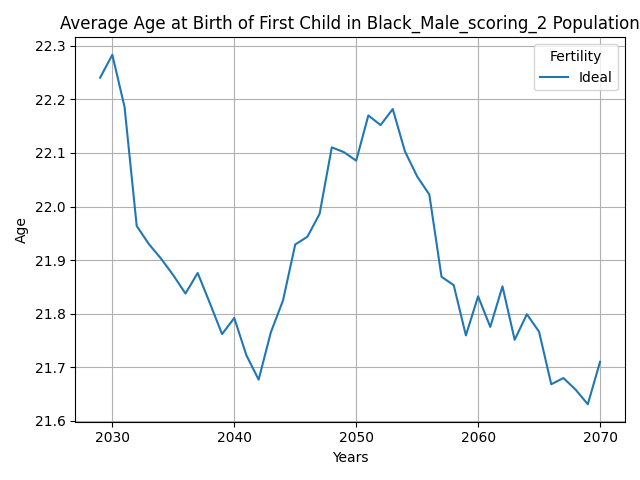 Average Age at Birth of First Child in Black_Male_scoring_2 Population
Fertility
Ideal
Age
22.3
22.2
22.1
22.0
21.9
21.8
21.7
21.6
2030 2040 2050 2060 2070
Years